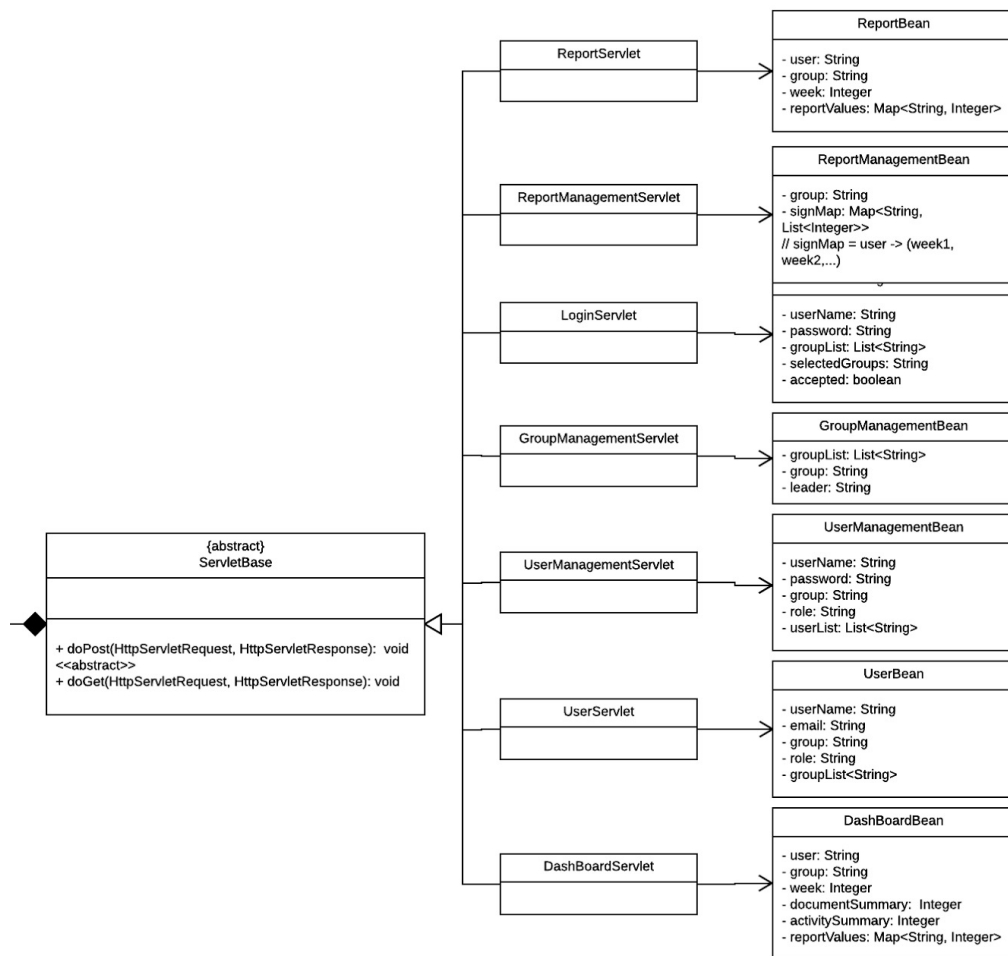 ReportBean
- user: String
- group: String
- week: Integer
- reportValues: Map<String, Integer>
ReportServlet
ReportManagementBean
- group: String
- signMap: Map<String,
List<Integer>>
// signMap = user -> (week1,
week2,...)
ReportManagementServlet
LoginServlet
- userName: String
- password: String
- groupList: List<String>
- selectedGroups: String
- accepted: boolean
GroupManagementServlet
GroupManagementBean
- groupList: List<String>
- group: String
- leader: String
{abstract}
ServletBase
+ doPost(HttpServletRequest, HttpServletResponse): void
<<abstract>>
+ doGet(HttpServletRequest, HttpServletResponse): void
UserManagementServlet
UserManagementBean
- userName: String
- password: String
- group: String
- role: String
- userList: List<String>
UserServlet
UserBean
- userName: String
- email: String
- group: String
- role: String
- groupList<String>
DashBoardServlet
DashBoardBean
- user: String
- group: String
- week: Integer
- documentSummary: Integer
- activitySummary: Integer
- reportValues: Map<String, Integer>